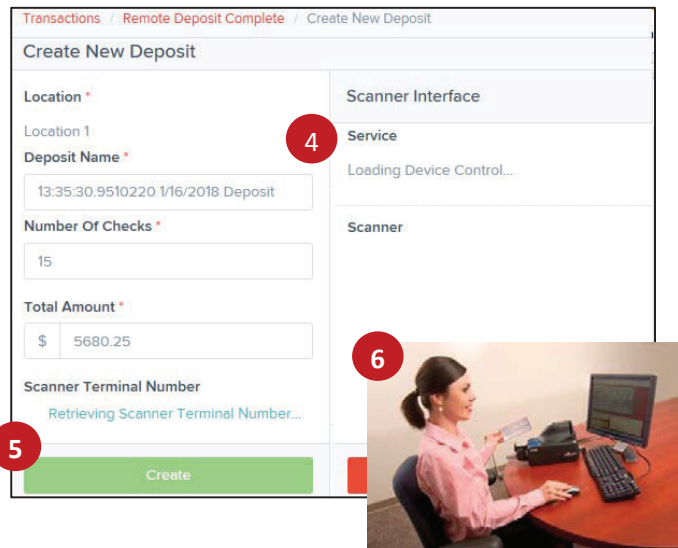 Transactions / Remote Deposit Complete / Create New Deposit
Create New Deposit
Location *
Location 1
Deposit Name *
13:35:30.9510220 1/16/2018 Deposit
Number Of Checks *
15
Total Amount *
$ 5680.25
Scanner Terminal Number
Retrieving Scanner Terminal Number...
5
Create
Scanner Interface
4
Service
Loading Device Control...
Scanner
6